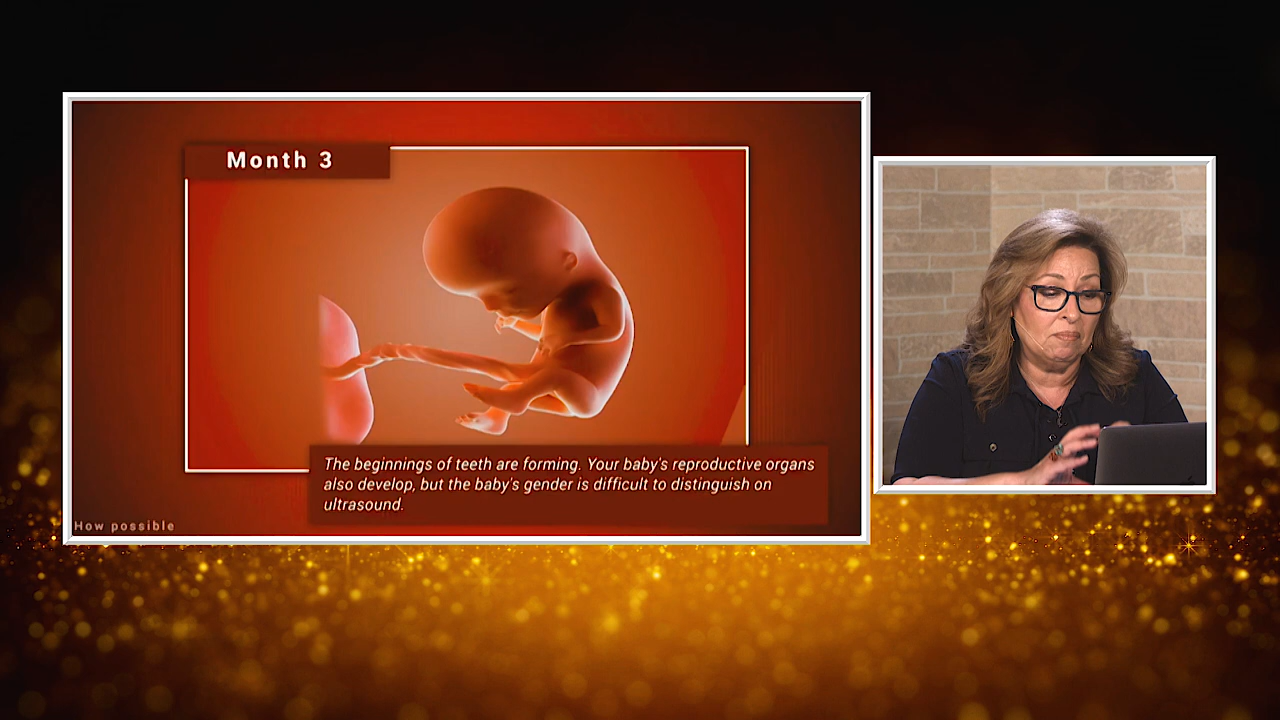 Month 3
The beginnings of teeth are forming. Your baby's reproductive organs
also develop, but the baby's gender is difficult to distinguish on
ultrasound.
How possible